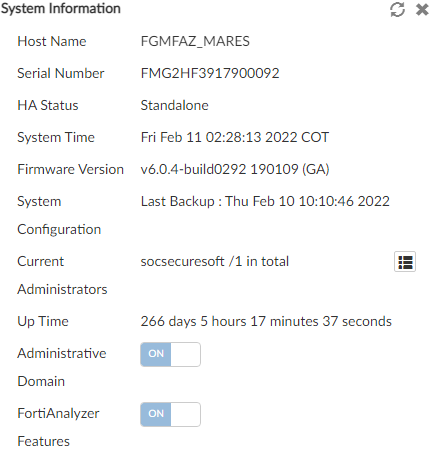 System Information
Host Name FGMFAZ_MARES
Serial Number FMG2HF3917900092
HA Status Standalone
System Time Fri Feb 11 02:28:13 2022 COT
Firmware Version v6.0.4-build0292 190109 (GA)
System Last Backup : Thu Feb 10 10:10:46 2022
Configuration
Current socsecuresoft /1 in total
Administrators
Up Time 266 days 5 hours 17 minutes 37 seconds
Administrative ON
Domain
FortiAnalyzer ON
Features